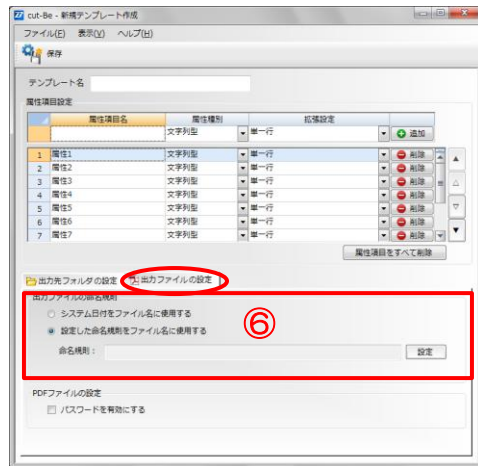 cut-Be - 新規テンプレート作成
ファイル(F) 表示(V) ヘルプ(H)
保存
テンプレート名
属性項目設定
属性項目名 属性種別 拡張設定
文字列型 単一行 追加
1 属性1 文字列型 単一行 削除
2 属性2 文字列型 単一行 削除
3 属性3 文字列型 単一行 削除
4 属性4 文字列型 単一行 削除
5 属性5 文字列型 単一行 削除
6 属性6 文字列型 単一行 削除
7 属性7 文字列型 単一行 削除
属性項目をすべて削除
出力先フォルダの設定 出力ファイルの設定
出力ファイルの命名規則
システム日付をファイル名に使用する
⑥
設定した命名規則をファイル名に使用する
命名規則: 設定
PDFファイルの設定
パスワードを有効にする